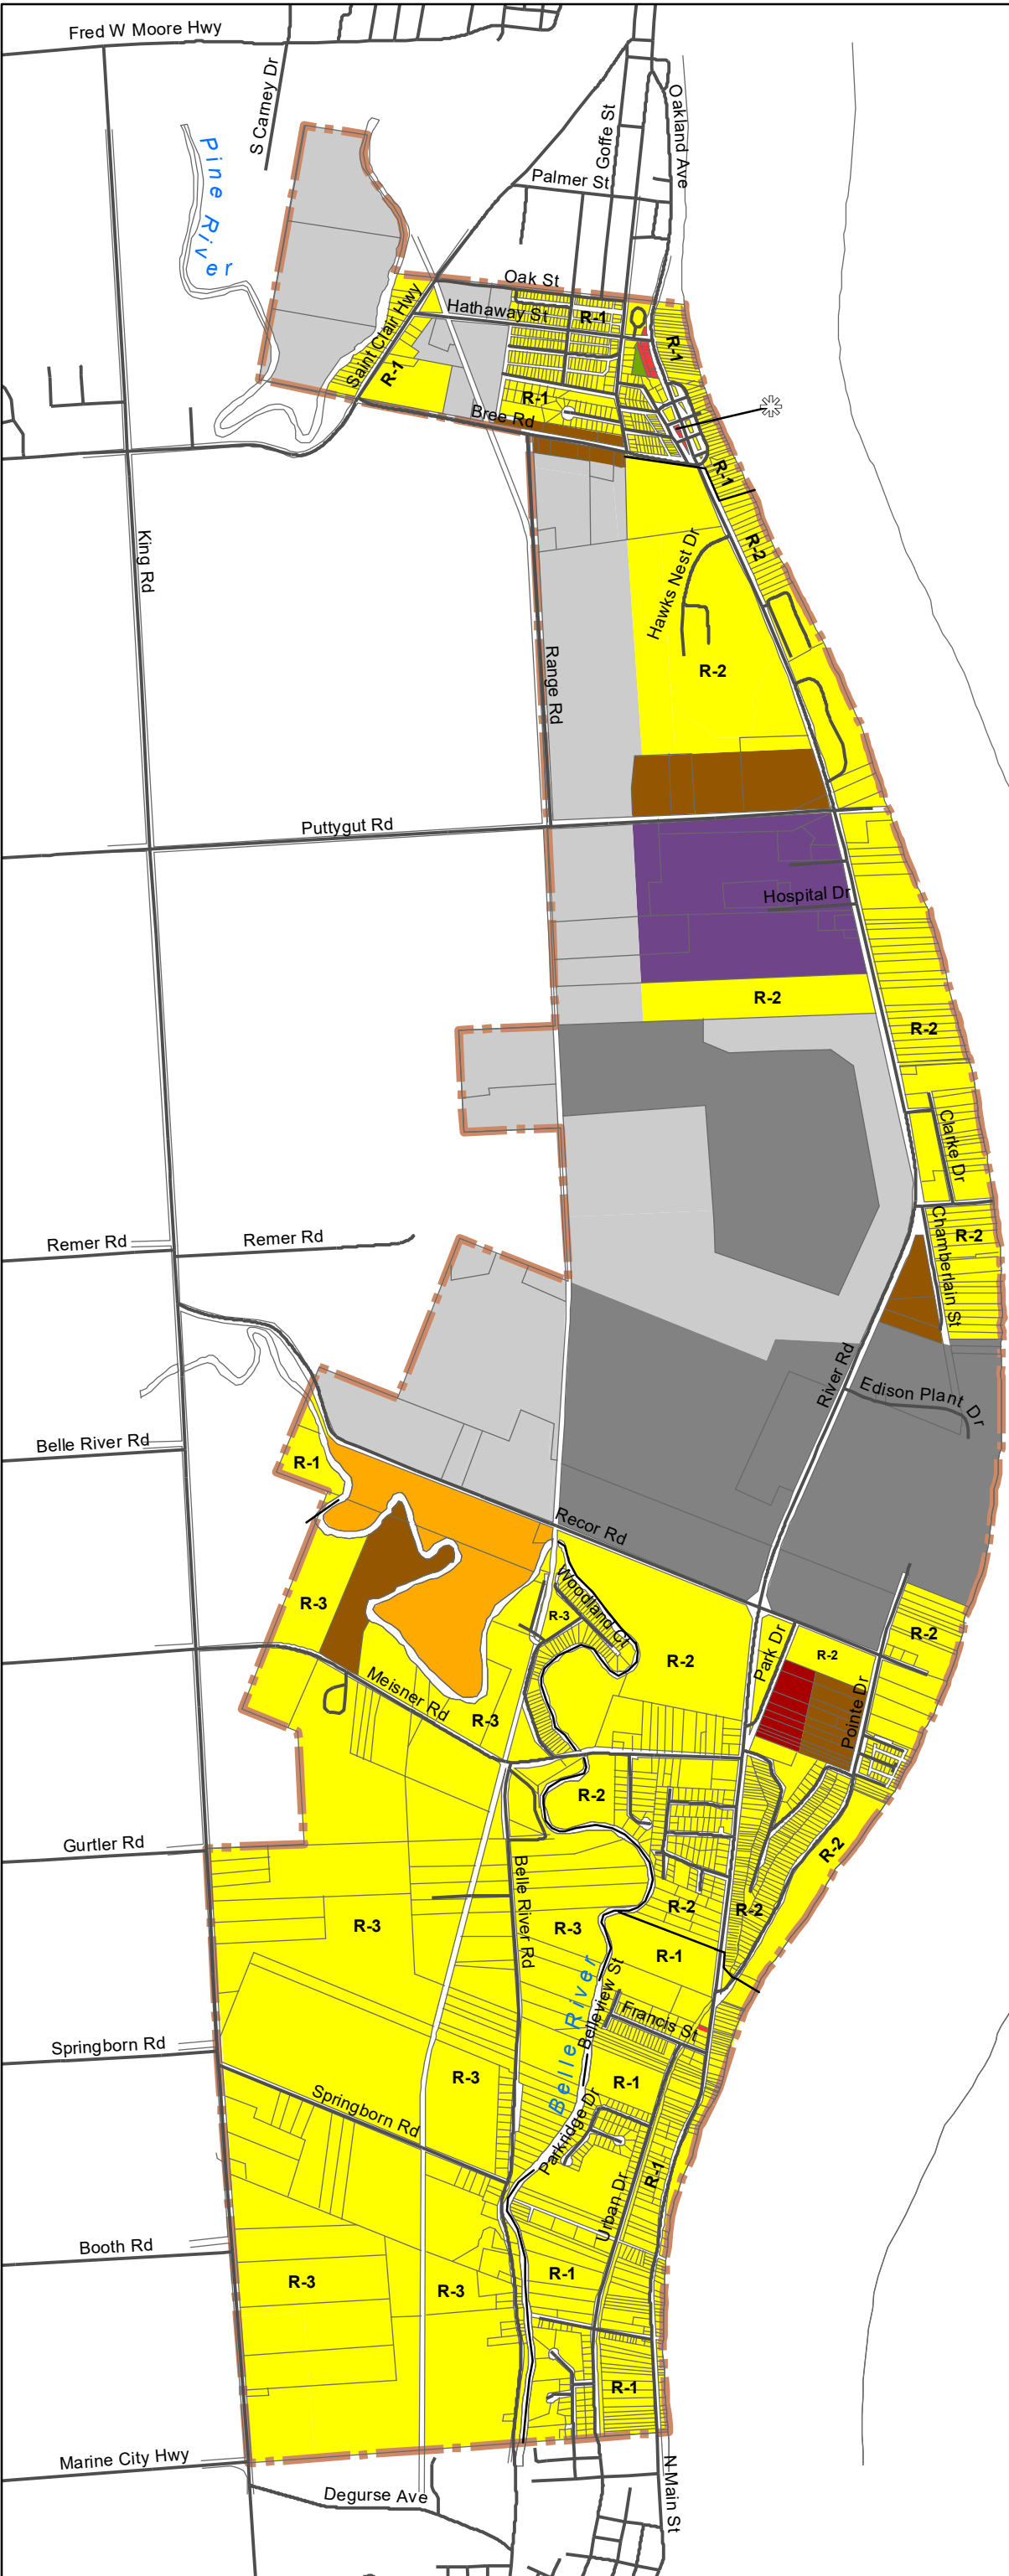 Fred W Moore Hwy
S Carney Dr
Pine River
Goffe St
Oakland Ave
Palmer St
Oak St
Hathaway St
R-1
R-1
Saint Clair Hwy
R-1
R-1
Bree Rd
R-1
R-2
King Rd
Hawks Nest Dr
Range Rd
R-2
Puttygut Rd
Hospital Dr
R-2
R-2
Clarke Dr
Remer Rd
Remer Rd
Chamberlain St
R-2
River Rd
Edison Plant Dr
Belle River Rd
R-1
Recor Rd
Woodland Ct
R-3
R-3
R-2
Park Dr
R-2
R-2
Pointe Dr
Meisner Rd
R-3
R-2
Gurtler Rd
R-2
Belle River Rd
R-3
R-3
R-2
R-2
R-1
Belle River
Belleview St
Francis St
Springborn Rd
R-3
R-1
Springborn Rd
Parkridge Dr
R-1
Urban Dr
Booth Rd
R-3
R-3
R-1
R-1
Marine City Hwy
N Main St
Degurse Ave